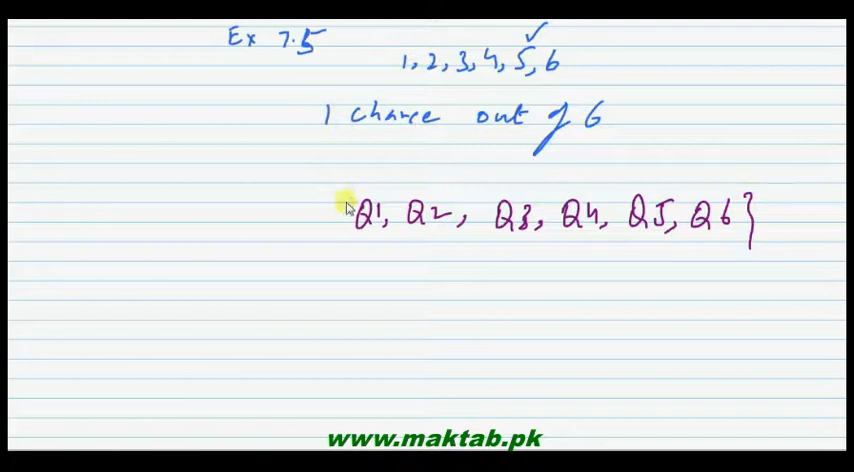 Ex 7.5
1, 2, 3, 4, 5, 6
1 chance out of 6
Q1, Q2, Q3, Q4, Q5, Q6}
www.maktab.pk